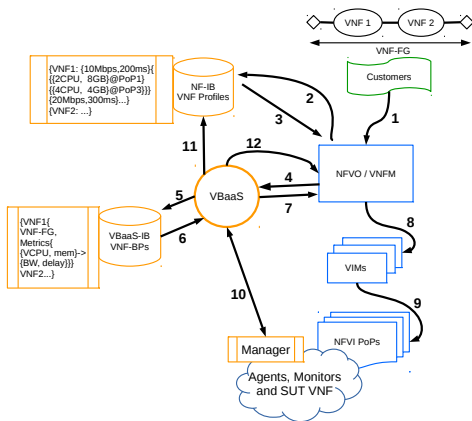 VNF 1 VNF 2
VNF-FG
{VNF1: {10Mbps,200ms}{
{{2CPU, 8GB}@PoP1}
{{4CPU, 4GB}@PoP3}}}
{20Mbps,300ms}...}
{VNF2: ...}
NF-IB
VNF Profiles
Customers
2
3
1
11
12
NFVO / VNFM
4
5
VBaaS
7
{VNF1{
VNF-FG,
Metrics{
{VCPU, mem}->
{BW, delay}}}
VNF2...}
VBaaS-IB
VNF-BPs
6
8
VIMs
10
9
NFVI PoPs
Manager
Agents, Monitors
and SUT VNF